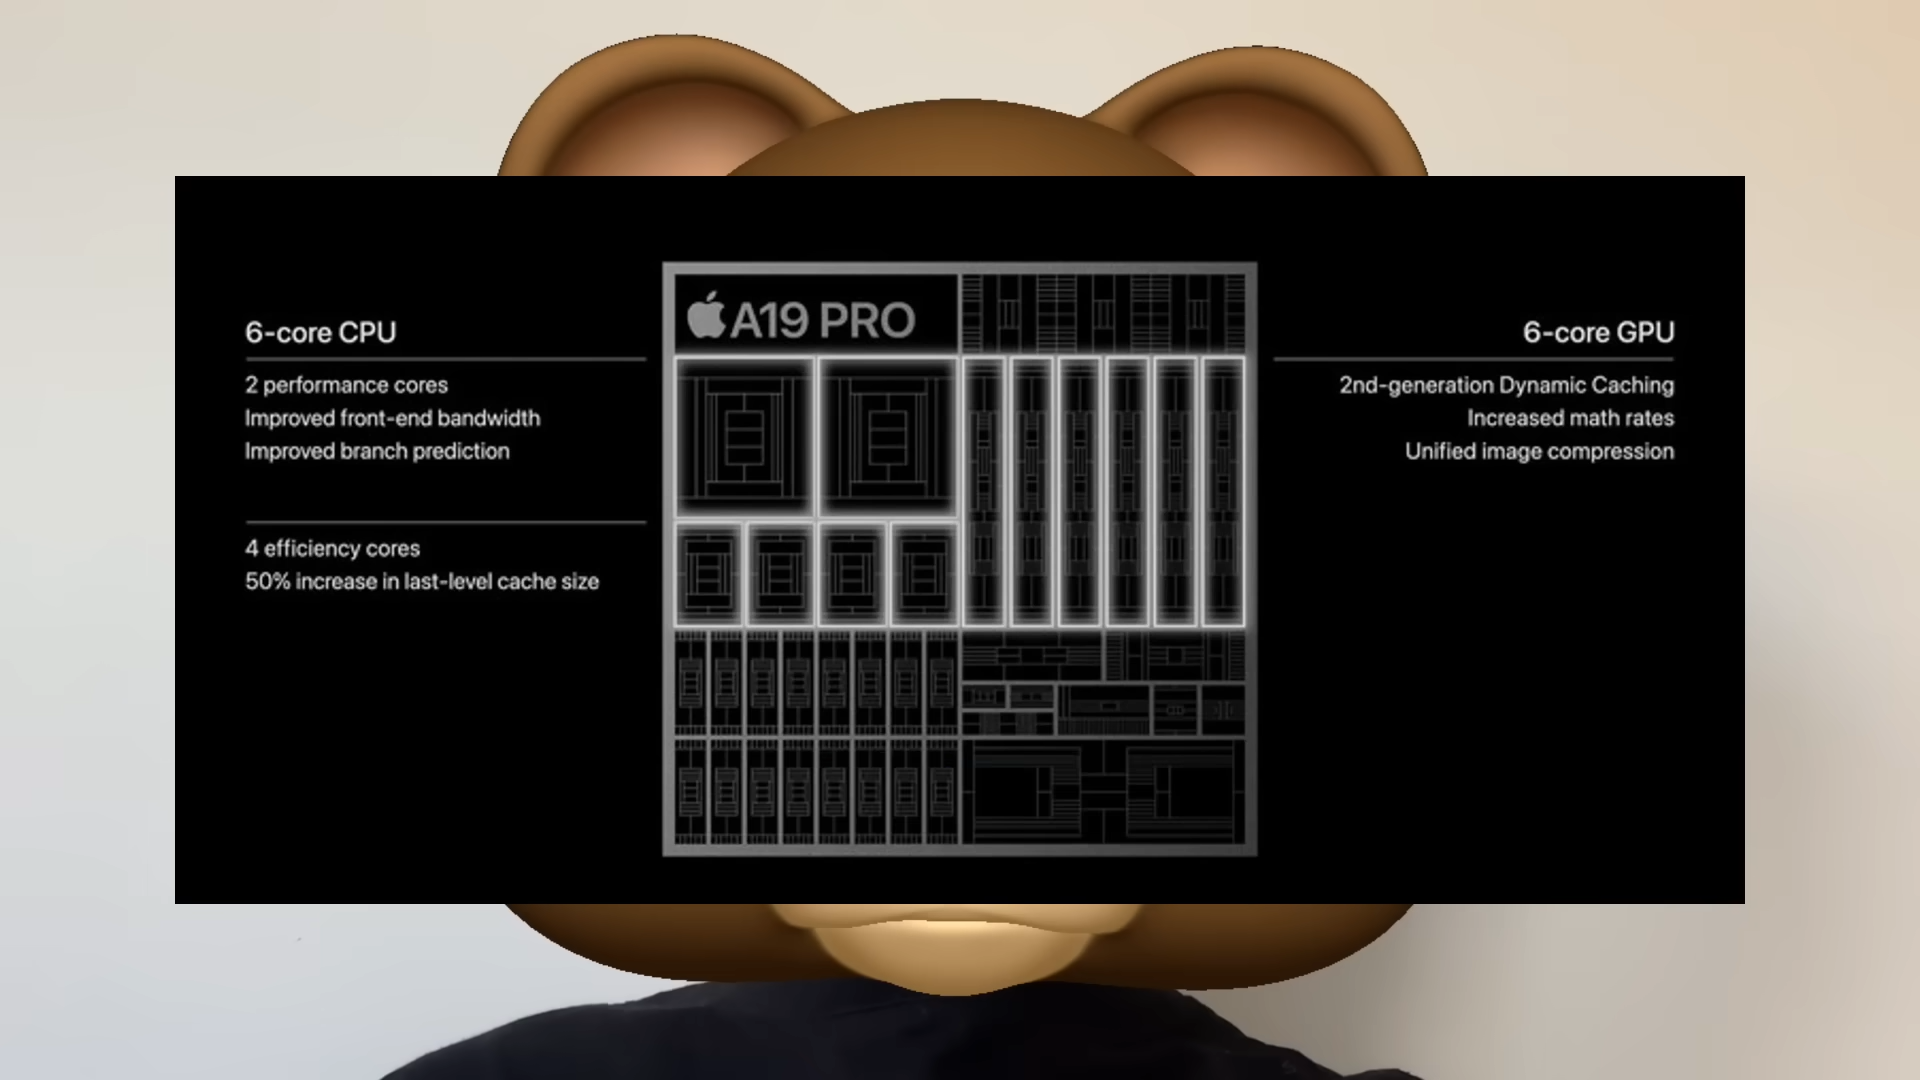 A19 PRO
6-core CPU
2 performance cores
Improved front-end bandwidth
Improved branch prediction
4 efficiency cores
50% increase in last-level cache size
6-core GPU
2nd-generation Dynamic Caching
Increased math rates
Unified image compression